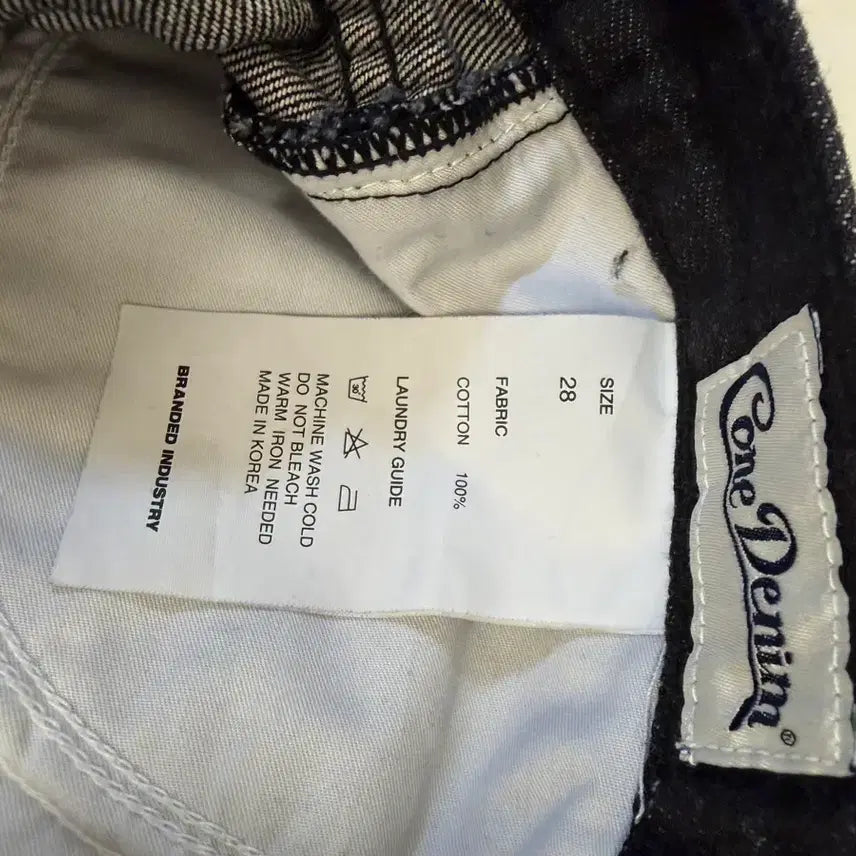 SIZE
28
FABRIC
COTTON 100%
LAUNDRY GUIDE
30
MACHINE WASH COLD
DO NOT BLEACH
WARM IRON NEEDED
MADE IN KOREA
BRANDED INDUSTRY
Cone Denim®